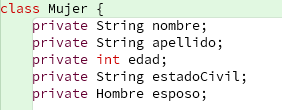 class Mujer {
    private String nombre;
    private String apellido;
    private int edad;
    private String estadoCivil;
    private Hombre esposo;